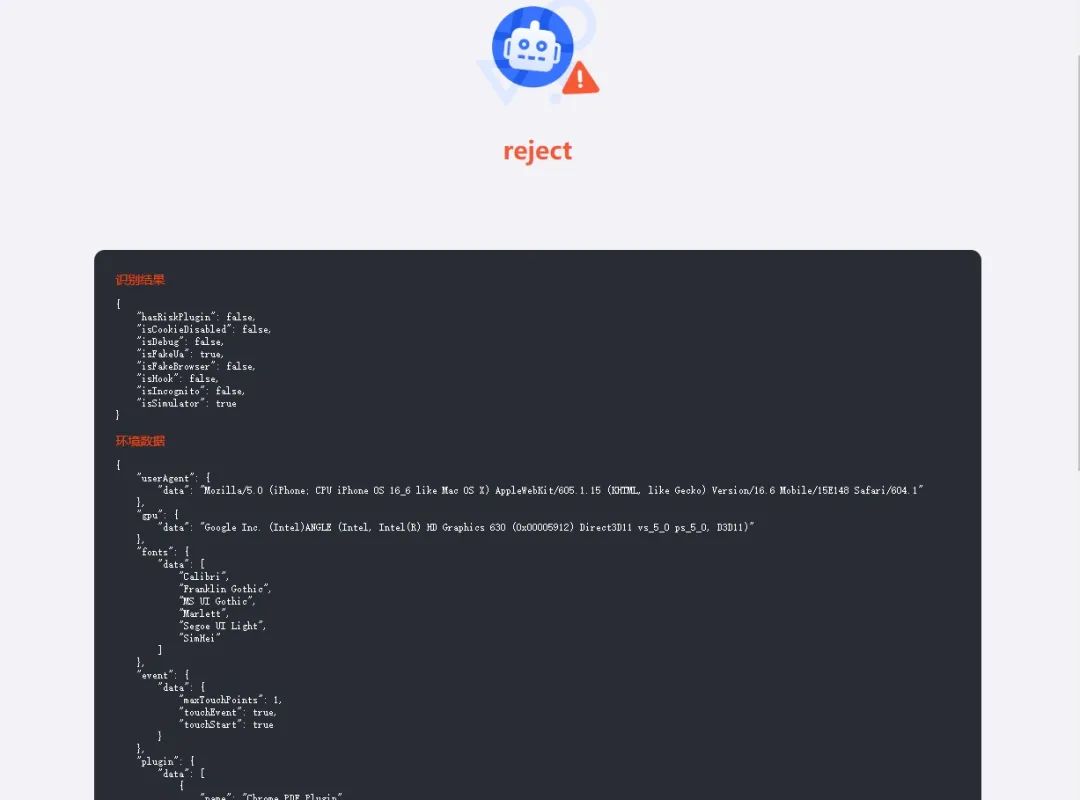 reject
识别结果
{
"hasRiskPlugin": false,
"isCookieDisabled": false,
"isDebug": false,
"isFakeUa": true,
"isFakeBrowser": false,
"isHook": false,
"isIncognito": false,
"isSimulator": true
}
环境数据
{
"userAgent": {
"data": "Mozilla/5.0 (iPhone; CPU iPhone OS 16_6 like Mac OS X) AppleWebKit/605.1.15 (KHTML, like Gecko) Version/16.6 Mobile/15E148 Safari/604.1"
},
"gpu": {
"data": "Google Inc. (Intel)ANGLE (Intel, Intel(R) HD Graphics 630 (0x00005912) Direct3D11 vs_5_0 ps_5_0, D3D11)"
},
"fonts": {
"data": [
"Calibri",
"Franklin Gothic",
"MS UI Gothic",
"Marlett",
"Segoe UI Light",
"SimHei"
]
},
"event": {
"data": {
"maxTouchPoints": 1,
"touchEvent": true,
"touchStart": true
}
},
"plugin": {
"data": [
{
"name": "Chrome PDF Plugin"